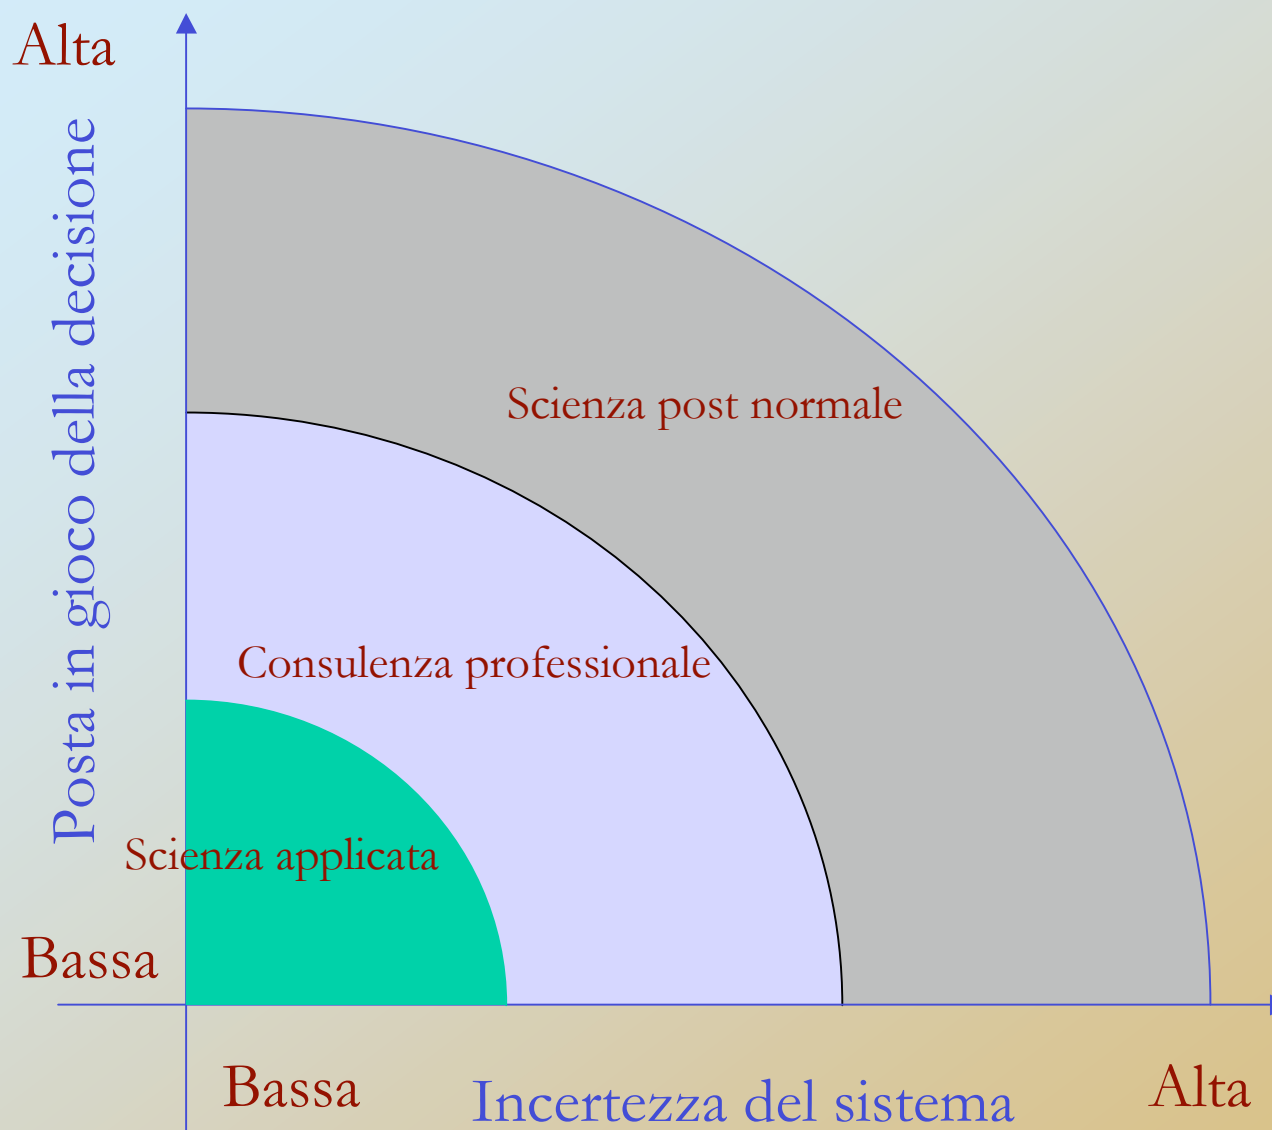 Alta
Posta in gioco della decisione
Scienza post normale
Consulenza professionale
Scienza applicata
Bassa
Bassa
Incertezza del sistema
Alta